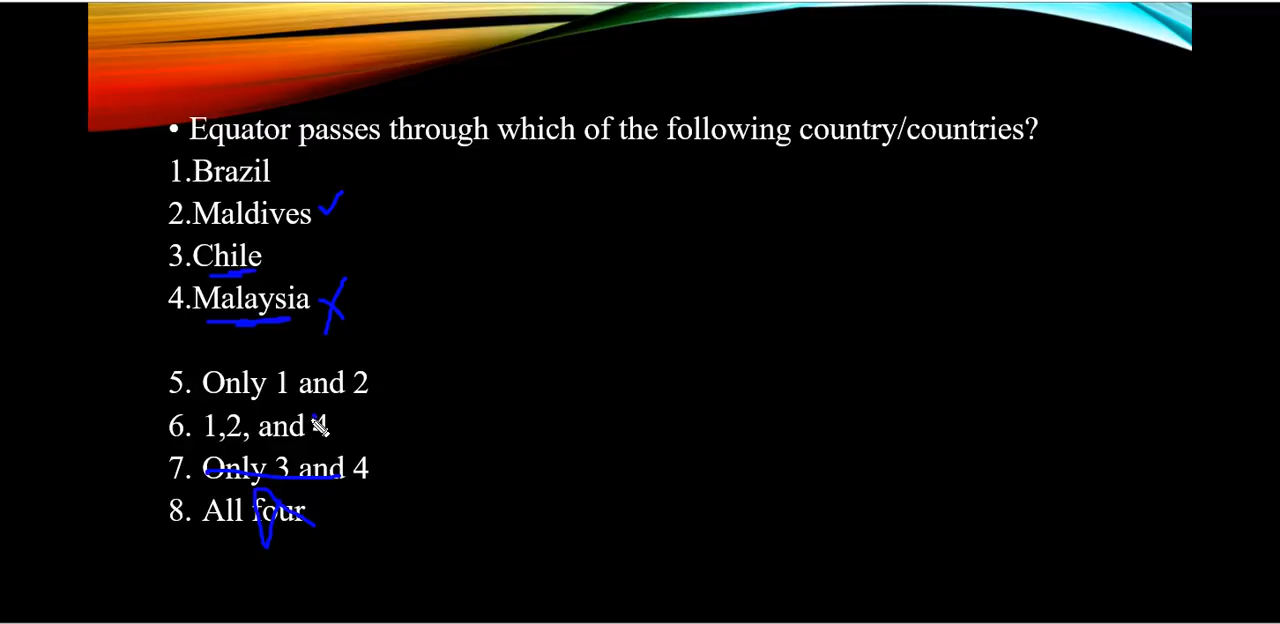 • Equator passes through which of the following country/countries?
1.Brazil
2.Maldives
3.Chile
4.Malaysia
5. Only 1 and 2
6. 1,2, and 4
7. Only 3 and 4
8. All four